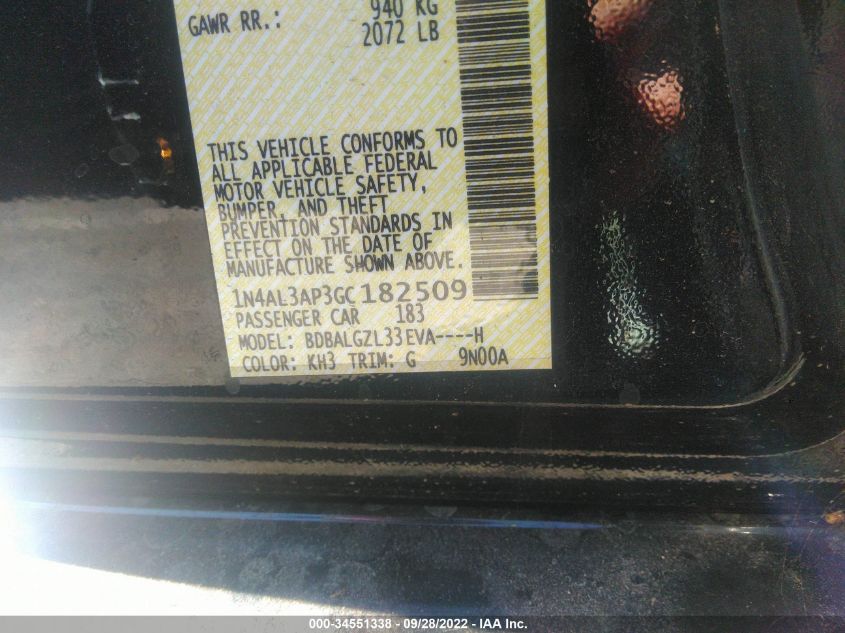 940 KG
GAWR RR.: 2072 LB
THIS VEHICLE CONFORMS TO
ALL APPLICABLE FEDERAL
MOTOR VEHICLE SAFETY,
BUMPER, AND THEFT
PREVENTION STANDARDS IN
EFFECT ON THE DATE OF
MANUFACTURE SHOWN ABOVE.
1N4AL3AP3GC182509
PASSENGER CAR 183
MODEL: BDBALGZL33EVA----H
COLOR: KH3 TRIM: G 9N00A
000-34551338 - 09/28/2022 - IAA Inc.